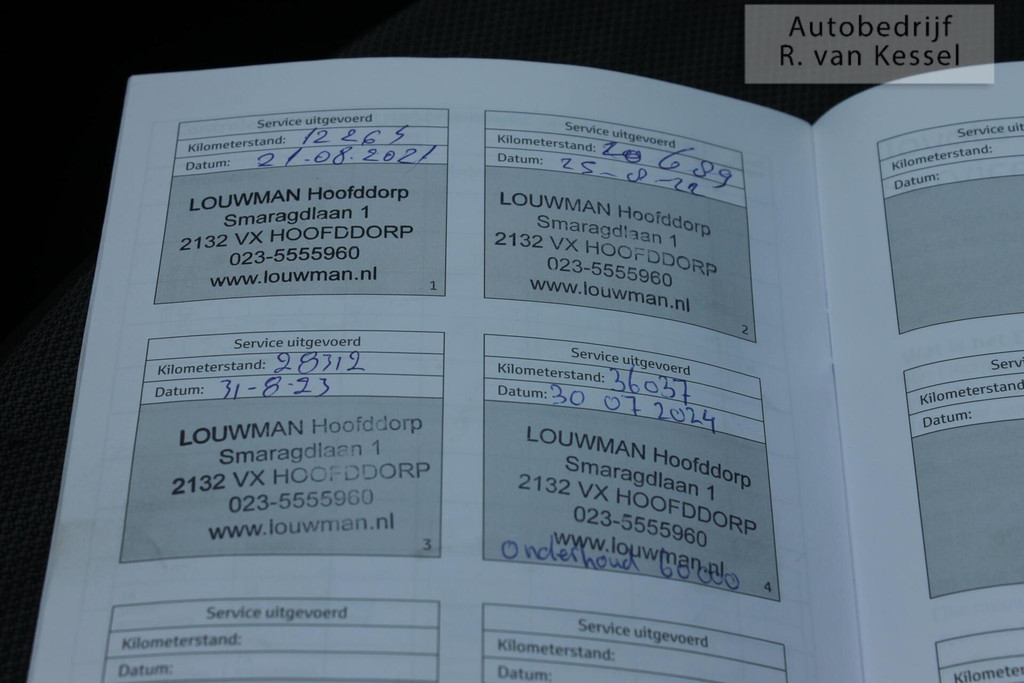 Autobedrijf
R. van Kessel
Service uitgevoerd
Kilometerstand: 12265
Datum: 21-08-2021
LOUWMAN Hoofddorp
Smaragdlaan 1
2132 VX HOOFDDORP
023-5555960
www.louwman.nl
1
Service uitgevoerd
Kilometerstand: 20689
Datum: 25-8-22
LOUWMAN Hoofddorp
Smaragdlaan 1
2132 VX HOOFDDORP
023-5555960
www.louwman.nl
2
Service uitgevoerd
Kilometerstand: 28312
Datum: 31-8-23
LOUWMAN Hoofddorp
Smaragdlaan 1
2132 VX HOOFDDORP
023-5555960
www.louwman.nl
3
Service uitgevoerd
Kilometerstand: 36037
Datum: 30 07 2024
LOUWMAN Hoofddorp
Smaragdlaan 1
2132 VX HOOFDDORP
023-5555960
www.louwman.nl
Onderhoud 60000
4
Service uitgevoerd
Kilometerstand:
Datum:
Service uitgevoerd
Kilometerstand:
Datum:
Service uit
Kilometerstand:
Datum:
Servi
Kilometerstand
Datum:
Kilometer